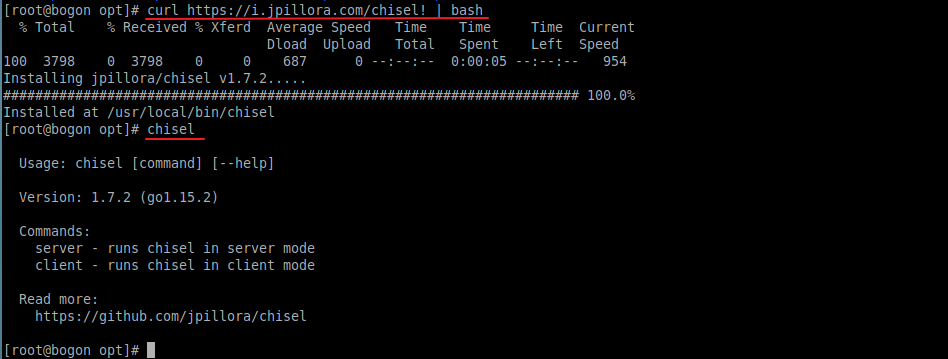 [root@bogon opt]# curl https://i.jpillora.com/chisel! | bash
  % Total    % Received % Xferd  Average Speed   Time    Time     Time  Current
                                 Dload  Upload   Total   Spent    Left  Speed
100  3798    0  3798    0     0    687      0 --:--:--  0:00:05 --:--:--   954
Installing jpillora/chisel v1.7.2.....
######################################################################## 100.0%
Installed at /usr/local/bin/chisel
[root@bogon opt]# chisel
  Usage: chisel [command] [--help]
  Version: 1.7.2 (go1.15.2)
  Commands:
    server - runs chisel in server mode
    client - runs chisel in client mode
  Read more:
    https://github.com/jpillora/chisel
[root@bogon opt]#